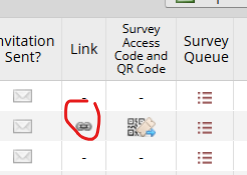 nvitation
Sent?
Link
Survey
Access
Code and
QR Code
Survey
Queue
-
-
-
-
-